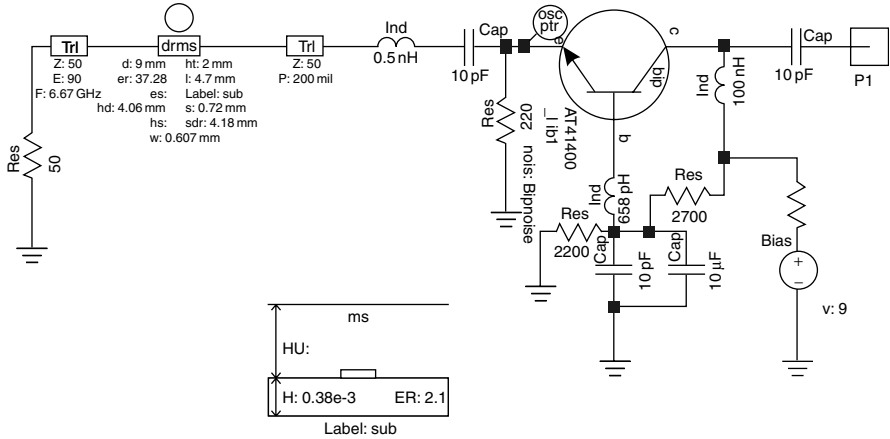 Res
50
Trl
Z: 50
E: 90
F: 6.67 GHz
drms
d: 9 mm ht: 2 mm
er: 37.28 l: 4.7 mm
es: Label: sub
hd: 4.06 mm s: 0.72 mm
hs: sdr: 4.18 mm
w: 0.607 mm
Trl
Z: 50
P: 200 mil
Ind
0.5 nH
Cap
10 pF
osc
ptr
Res
220
e
c
b
bip
AT41400
_l ib1
nois: Bipnoise
Ind
658 pH
Res
2200
Cap
10 pF
Cap
10 µF
Res
2700
Ind
100 nH
Cap
10 pF
P1
Bias
+
−
v: 9
ms
HU:
H: 0.38e-3 ER: 2.1
Label: sub